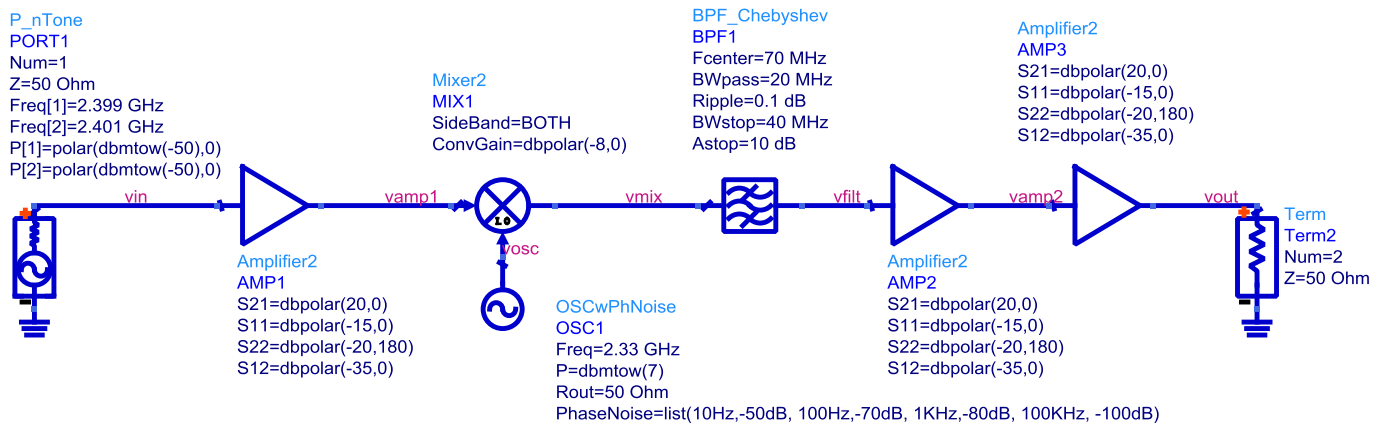 P_nTone
PORT1
Num=1
Z=50 Ohm
Freq[1]=2.399 GHz
Freq[2]=2.401 GHz
P[1]=polar(dbmtow(-50),0)
P[2]=polar(dbmtow(-50),0)
vin
Amplifier2
AMP1
S21=dbpolar(20,0)
S11=dbpolar(-15,0)
S22=dbpolar(-20,180)
S12=dbpolar(-35,0)
vamp1
Mixer2
MIX1
SideBand=BOTH
ConvGain=dbpolar(-8,0)
LO
vosc
OSCwPhNoise
OSC1
Freq=2.33 GHz
P=dbmtow(7)
Rout=50 Ohm
PhaseNoise=list(10Hz,-50dB, 100Hz,-70dB, 1KHz,-80dB, 100KHz, -100dB)
vmix
BPF_Chebyshev
BPF1
Fcenter=70 MHz
BWpass=20 MHz
Ripple=0.1 dB
BWstop=40 MHz
Astop=10 dB
vfilt
Amplifier2
AMP2
S21=dbpolar(20,0)
S11=dbpolar(-15,0)
S22=dbpolar(-20,180)
S12=dbpolar(-35,0)
vamp2
Amplifier2
AMP3
S21=dbpolar(20,0)
S11=dbpolar(-15,0)
S22=dbpolar(-20,180)
S12=dbpolar(-35,0)
vout
Term
Term2
Num=2
Z=50 Ohm